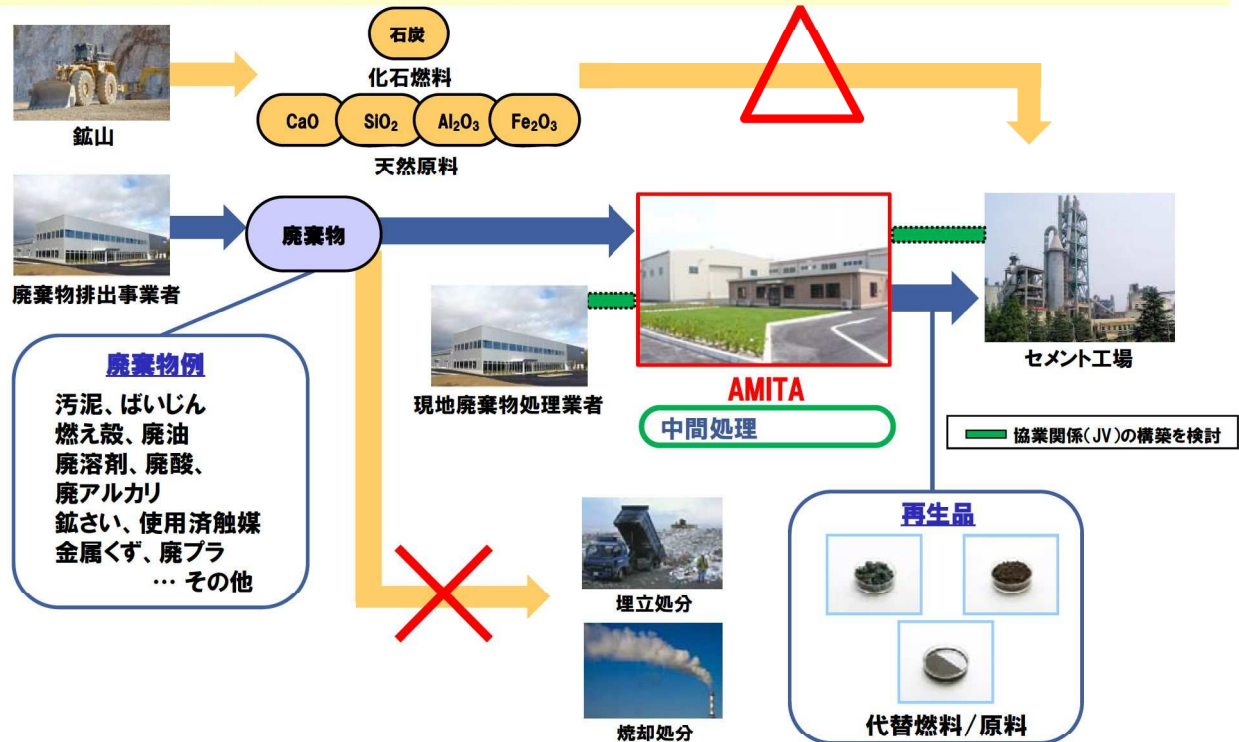 石炭
化石燃料
CaO
SiO₂
Al₂O₃
Fe₂O₃
天然原料
鉱山
廃棄物排出事業者
廃棄物
廃棄物例
汚泥、ばいじん
燃え殻、廃油
廃溶剤、廃酸、
廃アルカリ
鉱さい、使用済触媒
金属くず、廃プラ
… その他
現地廃棄物処理業者
AMITA
中間処理
セメント工場
協業関係(JV)の構築を検討
埋立処分
焼却処分
再生品
代替燃料/原料